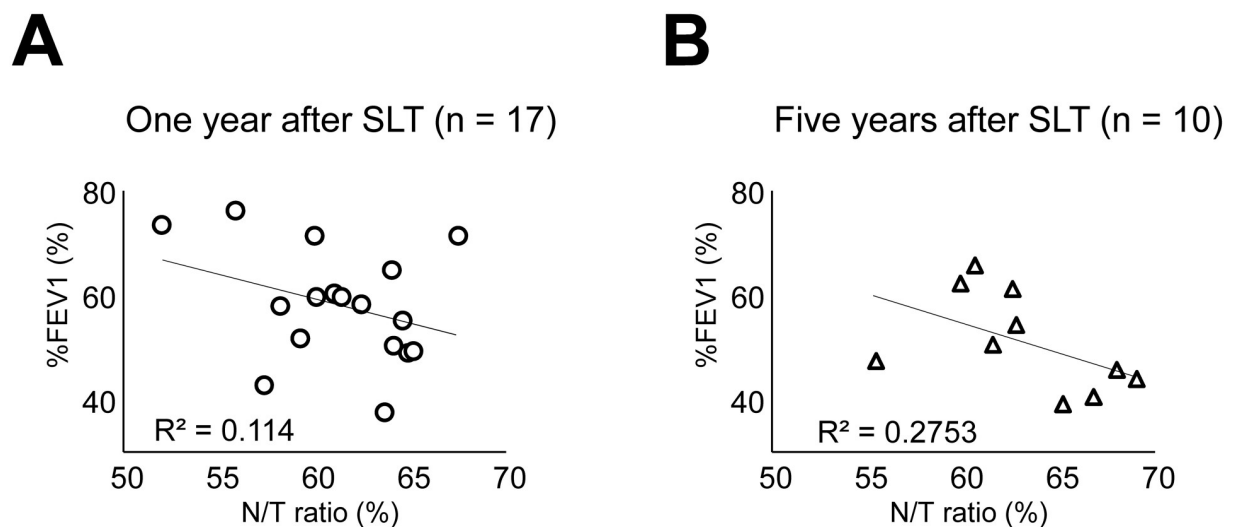 A
One year after SLT (n = 17)
%FEV1 (%)
80
60
40
R² = 0.114
50 55 60 65 70
N/T ratio (%)
B
Five years after SLT (n = 10)
%FEV1 (%)
80
60
40
R² = 0.2753
50 55 60 65 70
N/T ratio (%)